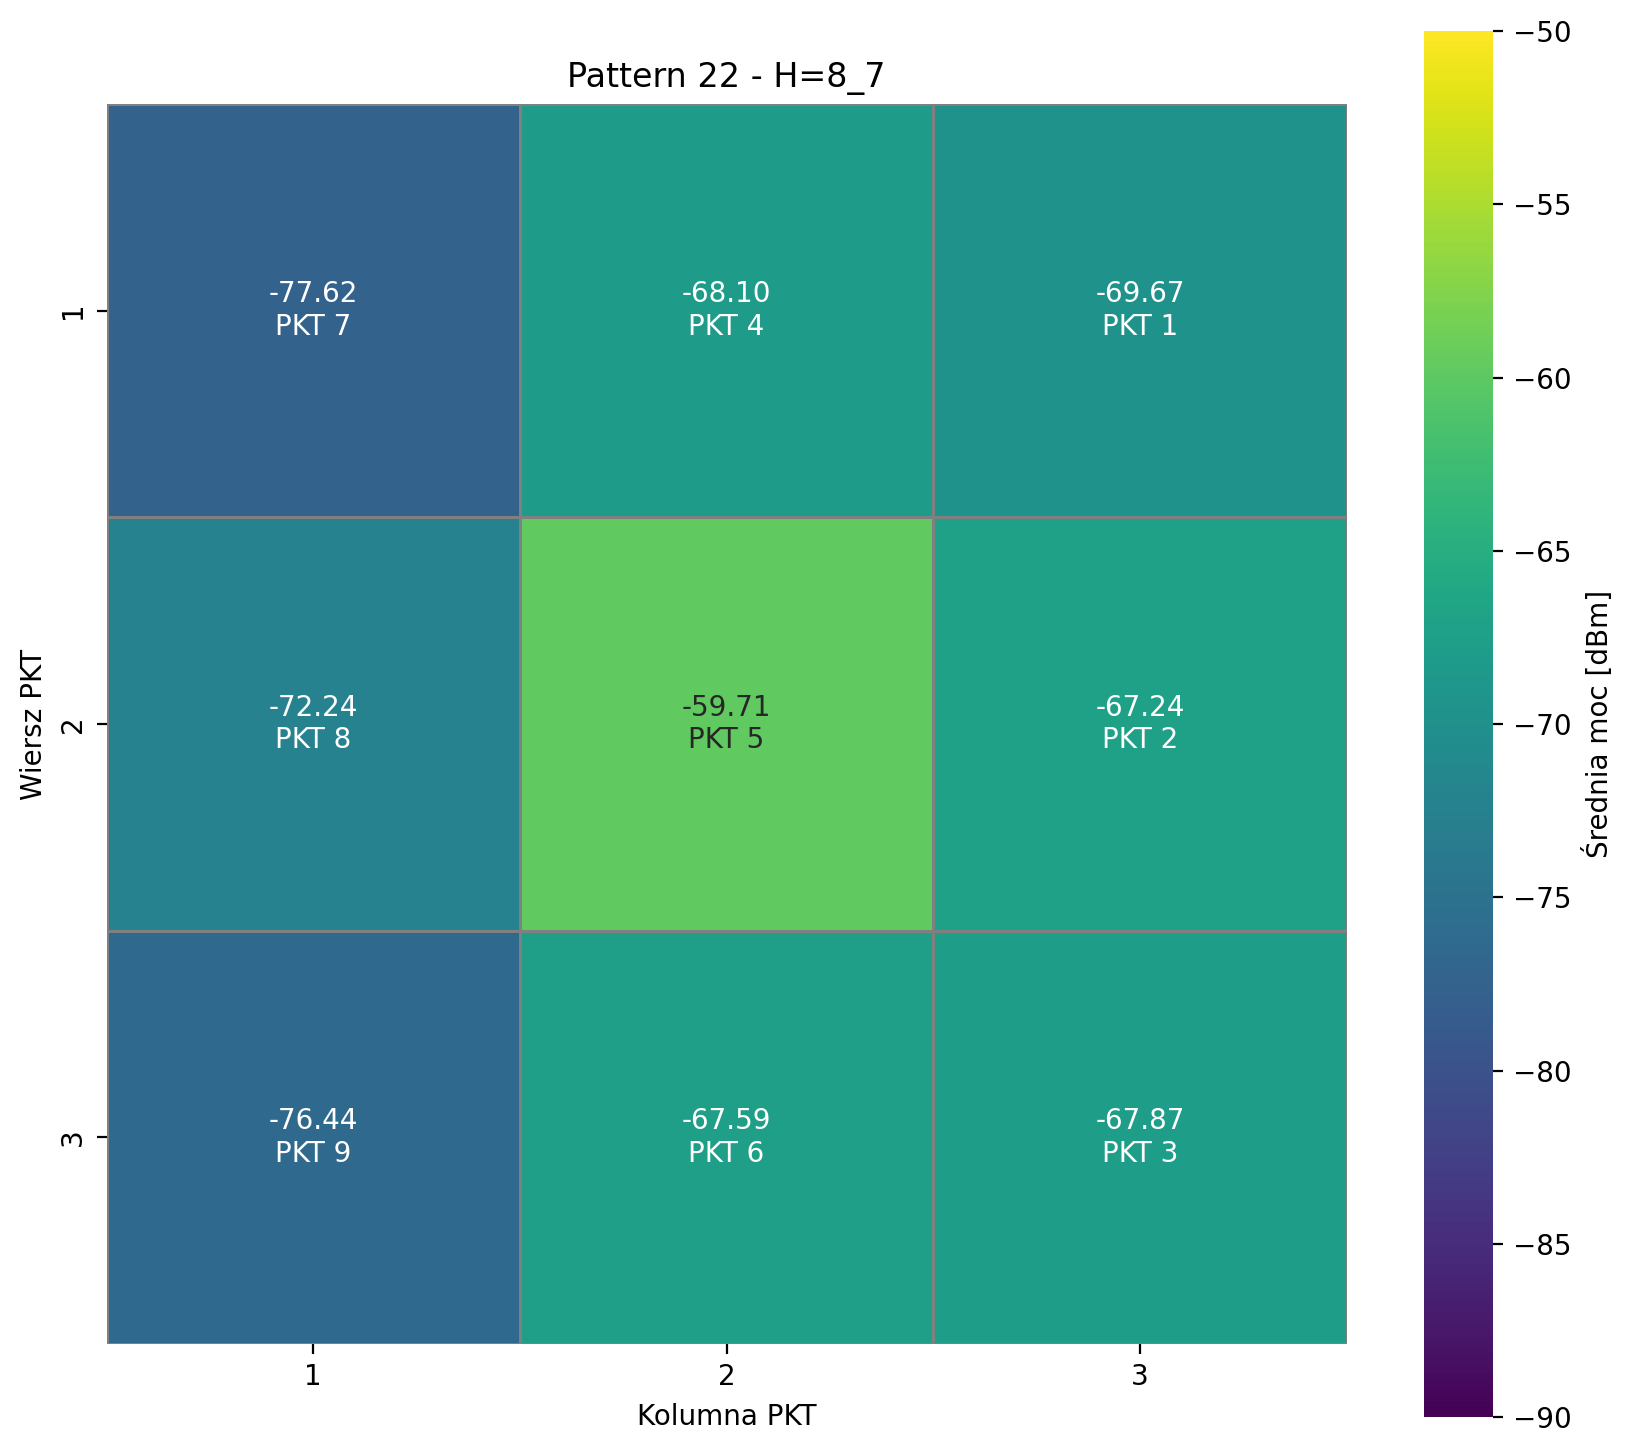 Pattern 22 - H=8_7
-77.62
PKT 7
-68.10
PKT 4
-69.67
PKT 1
-72.24
PKT 8
-59.71
PKT 5
-67.24
PKT 2
-76.44
PKT 9
-67.59
PKT 6
-67.87
PKT 3
1
2
3
Wiersz PKT
1
2
3
Kolumna PKT
−50
−55
−60
−65
−70
−75
−80
−85
−90
Średnia moc [dBm]